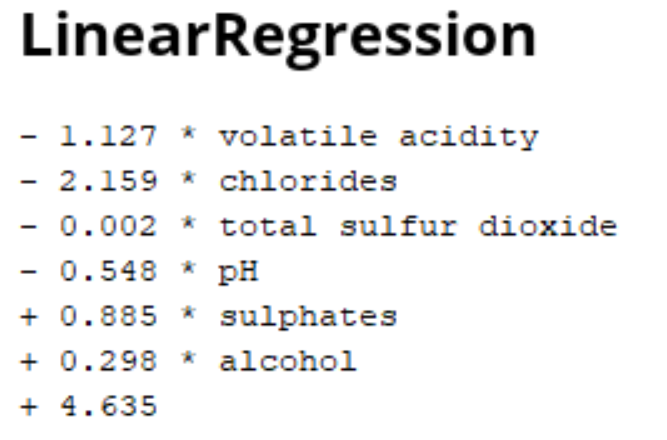 LinearRegression
- 1.127 * volatile acidity
- 2.159 * chlorides
- 0.002 * total sulfur dioxide
- 0.548 * pH
+ 0.885 * sulphates
+ 0.298 * alcohol
+ 4.635